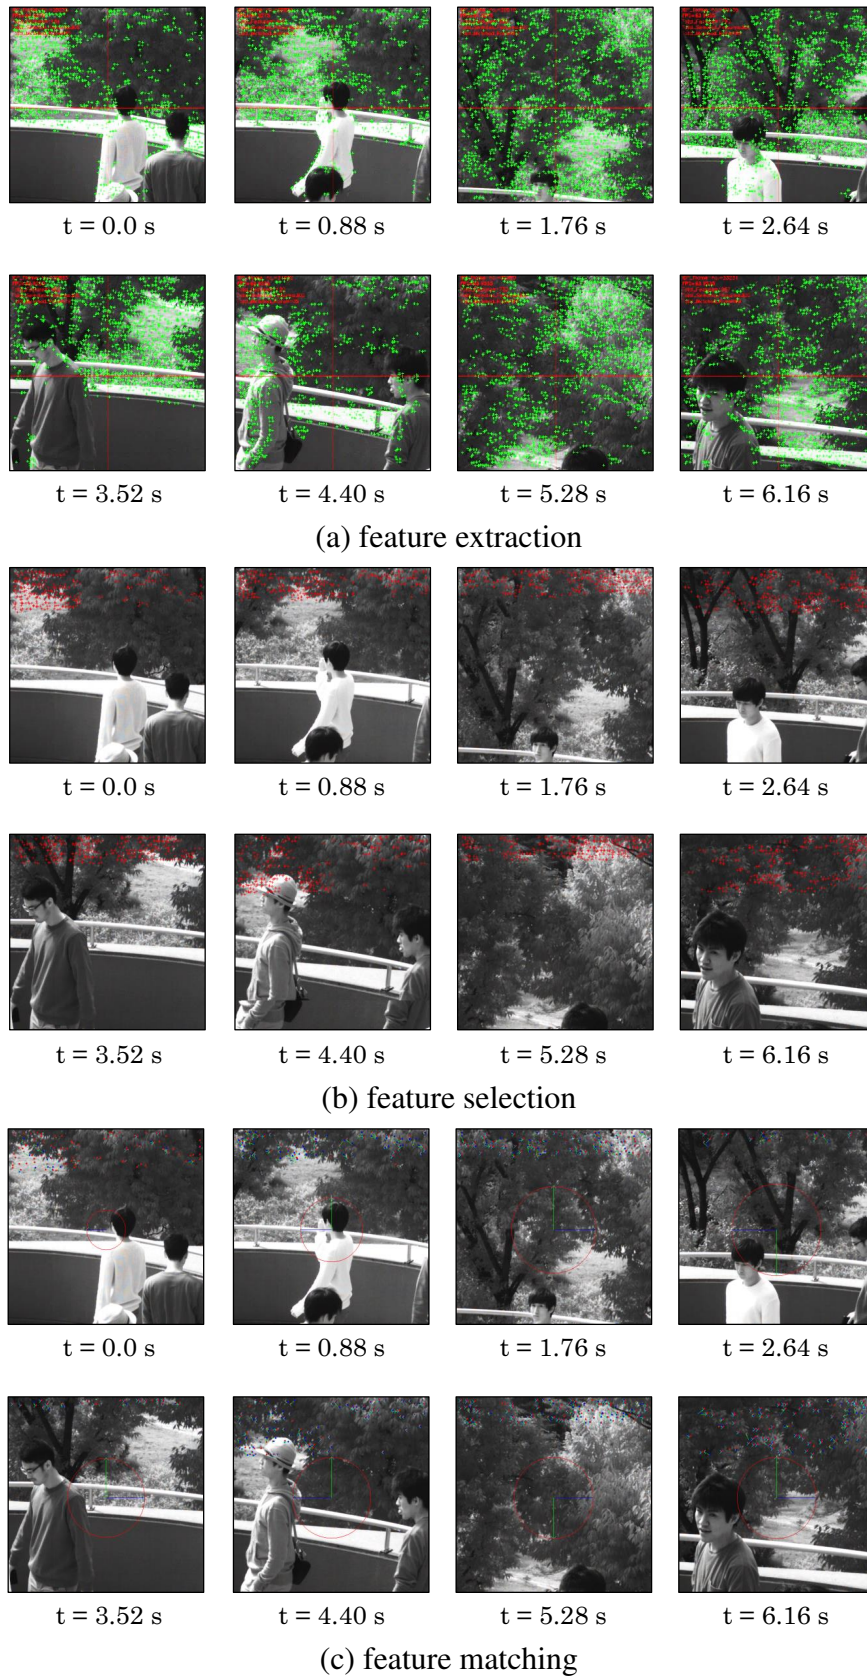 t = 0.0 s
t = 0.88 s
t = 1.76 s
t = 2.64 s
t = 3.52 s
t = 4.40 s
t = 5.28 s
t = 6.16 s
(a) feature extraction
t = 0.0 s
t = 0.88 s
t = 1.76 s
t = 2.64 s
t = 3.52 s
t = 4.40 s
t = 5.28 s
t = 6.16 s
(b) feature selection
t = 0.0 s
t = 0.88 s
t = 1.76 s
t = 2.64 s
t = 3.52 s
t = 4.40 s
t = 5.28 s
t = 6.16 s
(c) feature matching